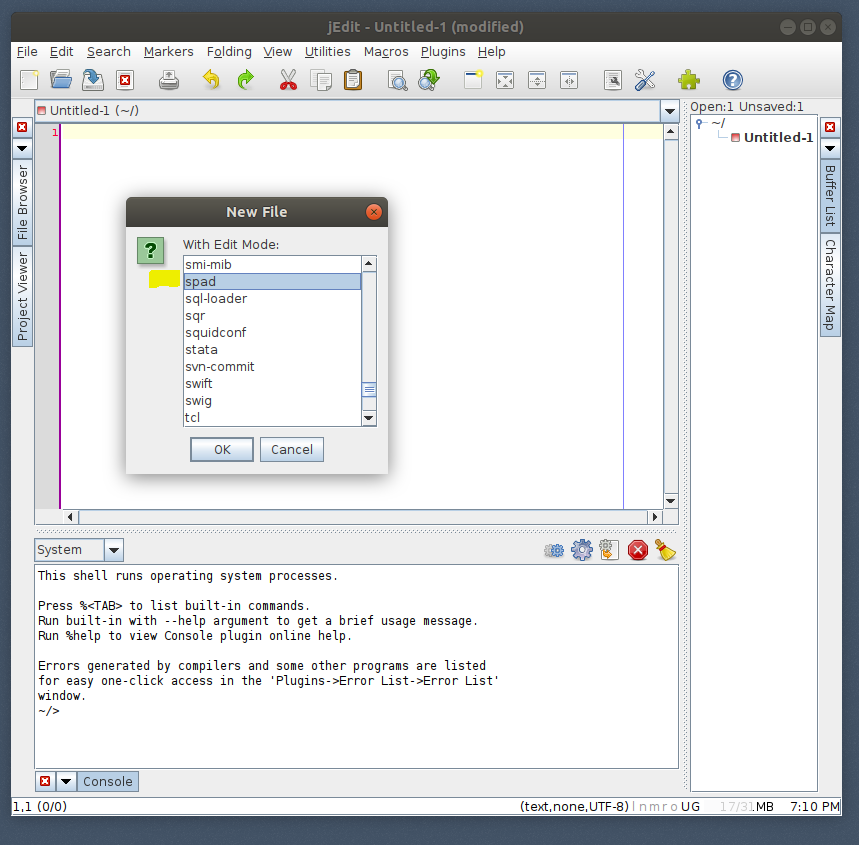 jEdit - Untitled-1 (modified)
File Edit Search Markers Folding View Utilities Macros Plugins Help
Untitled-1 (~/)
Open:1 Unsaved:1
~/
Untitled-1
1
File Browser
Project Viewer
Buffer List
Character Map
New File
?
With Edit Mode:
smi-mib
spad
sql-loader
sqr
squidconf
stata
svn-commit
swift
swig
tcl
OK Cancel
System
This shell runs operating system processes.
Press %<TAB> to list built-in commands.
Run built-in with --help argument to get a brief usage message.
Run %help to view Console plugin online help.
Errors generated by compilers and some other programs are listed
for easy one-click access in the 'Plugins->Error List->Error List'
window.
~/>
Console
1,1 (0/0) (text,none,UTF-8) l n m r o UG 17/31MB 7:10 PM